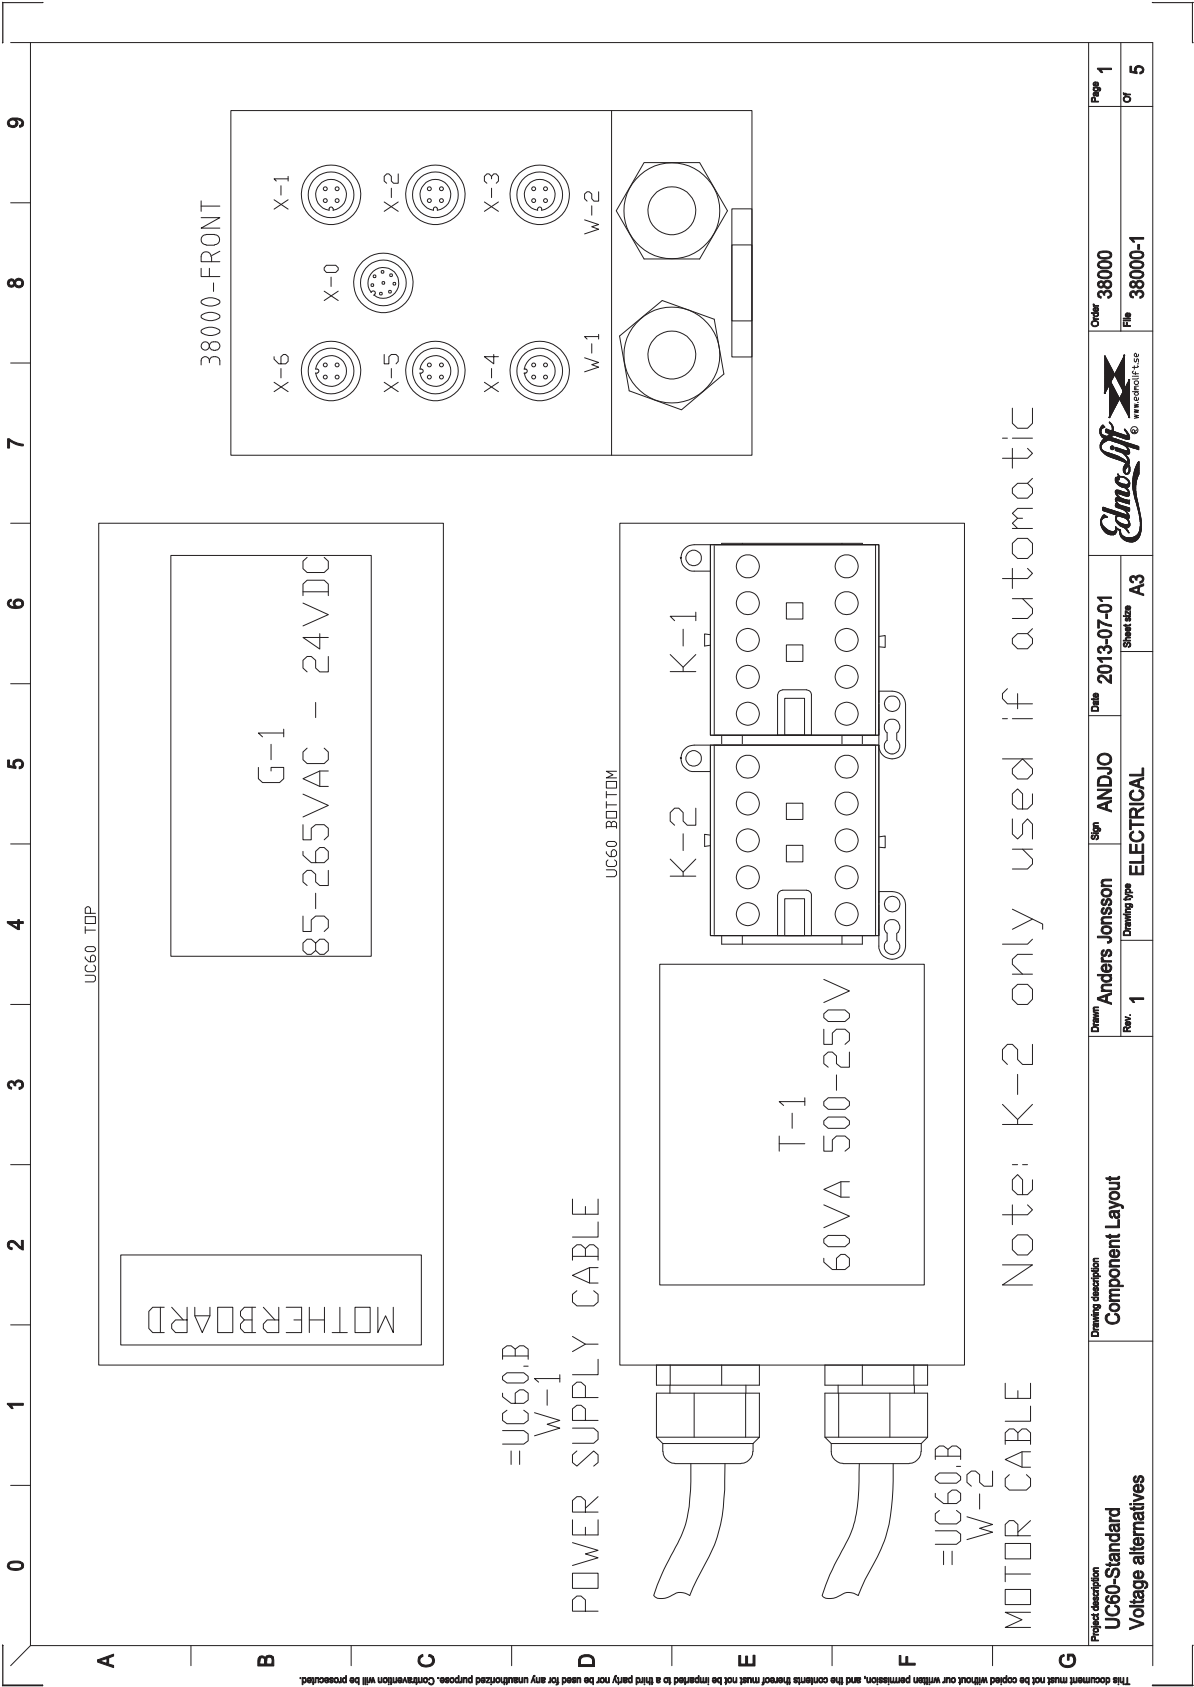 0 1 2 3 4 5 6 7 8 9
A
B
C
D
E
F
G
UC60 TOP
MOTHERBOARD
G-1
85-265VAC - 24VDC
38000-FRONT
X-6
X-1
X-0
X-5
X-2
X-4
X-3
W-1
W-2
=UC60.B
W-1
POWER SUPPLY CABLE
UC60 BOTTOM
T-1
60VA 500-250V
K-2
K-1
=UC60.B
W-2
MOTOR CABLE
Note: K-2 only used if automatic
Project description
UC60-Standard
Voltage alternatives
Drawing description
Component Layout
Drawn Anders Jonsson
Sign ANDJO
Date 2013-07-01
Rev. 1
Drawing type ELECTRICAL
Sheet size A3
EdmoLift
® www.edmolift.se
Order 38000
Page 1
File 38000-1
Of 5
This document must not be copied without our written permission, and the contents thereof must not be imparted to a third party nor be used for any unauthorized purpose. Contravention will be prosecuted.